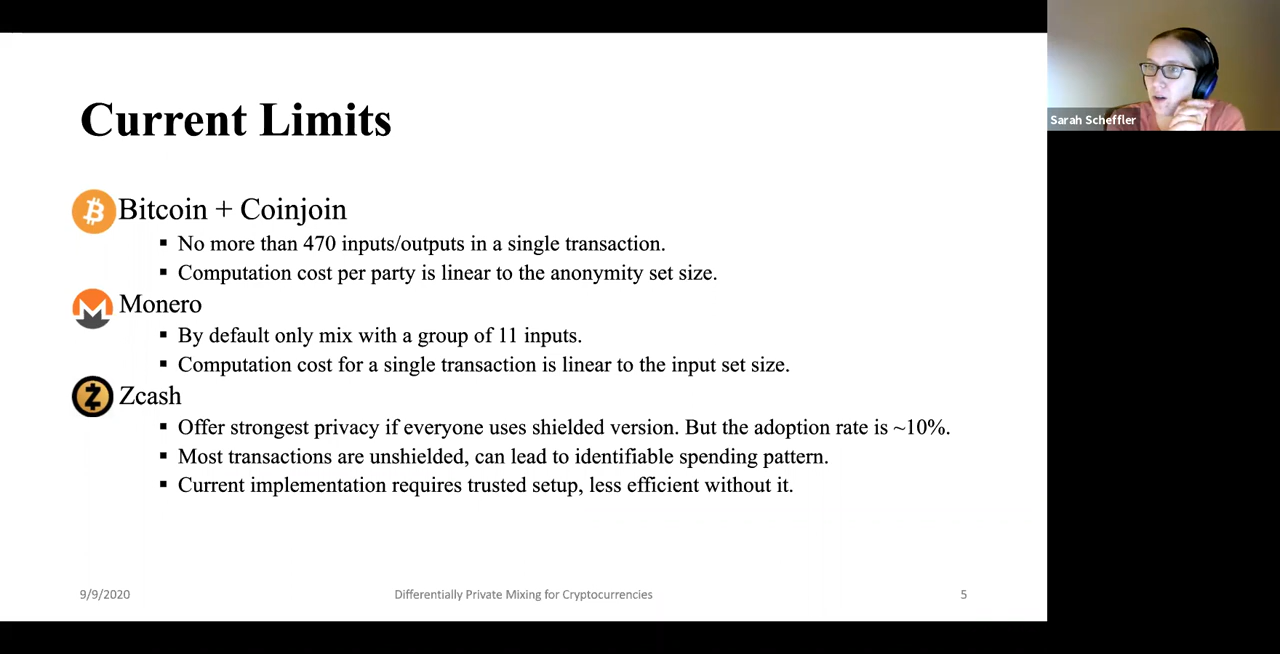 Current Limits
Bitcoin + Coinjoin
▪ No more than 470 inputs/outputs in a single transaction.
▪ Computation cost per party is linear to the anonymity set size.
Monero
▪ By default only mix with a group of 11 inputs.
▪ Computation cost for a single transaction is linear to the input set size.
Zcash
▪ Offer strongest privacy if everyone uses shielded version. But the adoption rate is ~10%.
▪ Most transactions are unshielded, can lead to identifiable spending pattern.
▪ Current implementation requires trusted setup, less efficient without it.
9/9/2020
Differentially Private Mixing for Cryptocurrencies
5
Sarah Scheffler